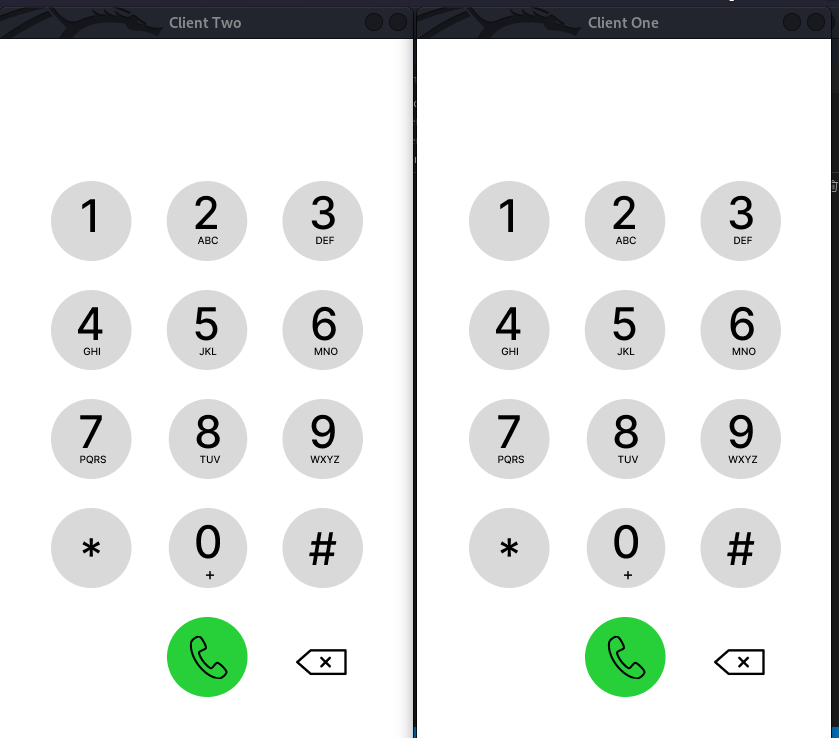 Client Two
1 2 3
ABC DEF
4 5 6
GHI JKL MNO
7 8 9
PQRS TUV WXYZ
* 0 #
+
Client One
1 2 3
ABC DEF
4 5 6
GHI JKL MNO
7 8 9
PQRS TUV WXYZ
* 0 #
+